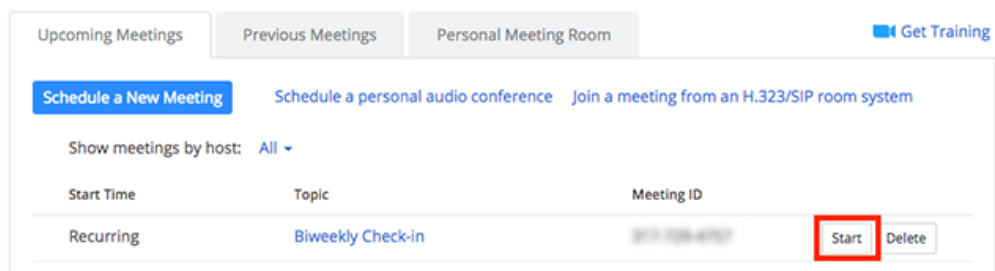 Upcoming Meetings Previous Meetings Personal Meeting Room Get Training
Schedule a New Meeting Schedule a personal audio conference Join a meeting from an H.323/SIP room system
Show meetings by host: All
Start Time Topic Meeting ID
Recurring Biweekly Check-in Start Delete